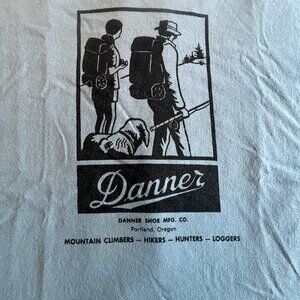 Danner
DANNER SHOE MFG. CO.
Portland, Oregon
MOUNTAIN CLIMBERS — HIKERS — HUNTERS — LOGGERS